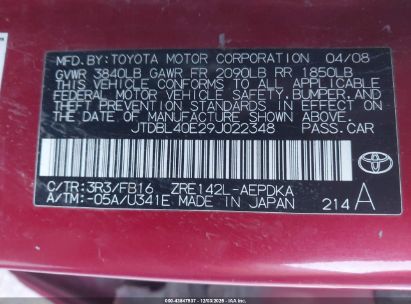 MFD. BY: TOYOTA MOTOR CORPORATION 04/08
GVWR 3840LB GAWR FR 2090LB RR 1850LB
THIS VEHICLE CONFORMS TO ALL APPLICABLE
FEDERAL MOTOR VEHICLE SAFETY, BUMPER, AND
THEFT PREVENTION STANDARDS IN EFFECT ON
THE DATE OF MANUFACTURE SHOWN ABOVE.
JTDBL40E29J022348 PASS. CAR
C/TR: 3R3/FB16 ZRE142L-AEPDKA
A/TM: -05A/U341E MADE IN JAPAN 214 A
TOYOTA